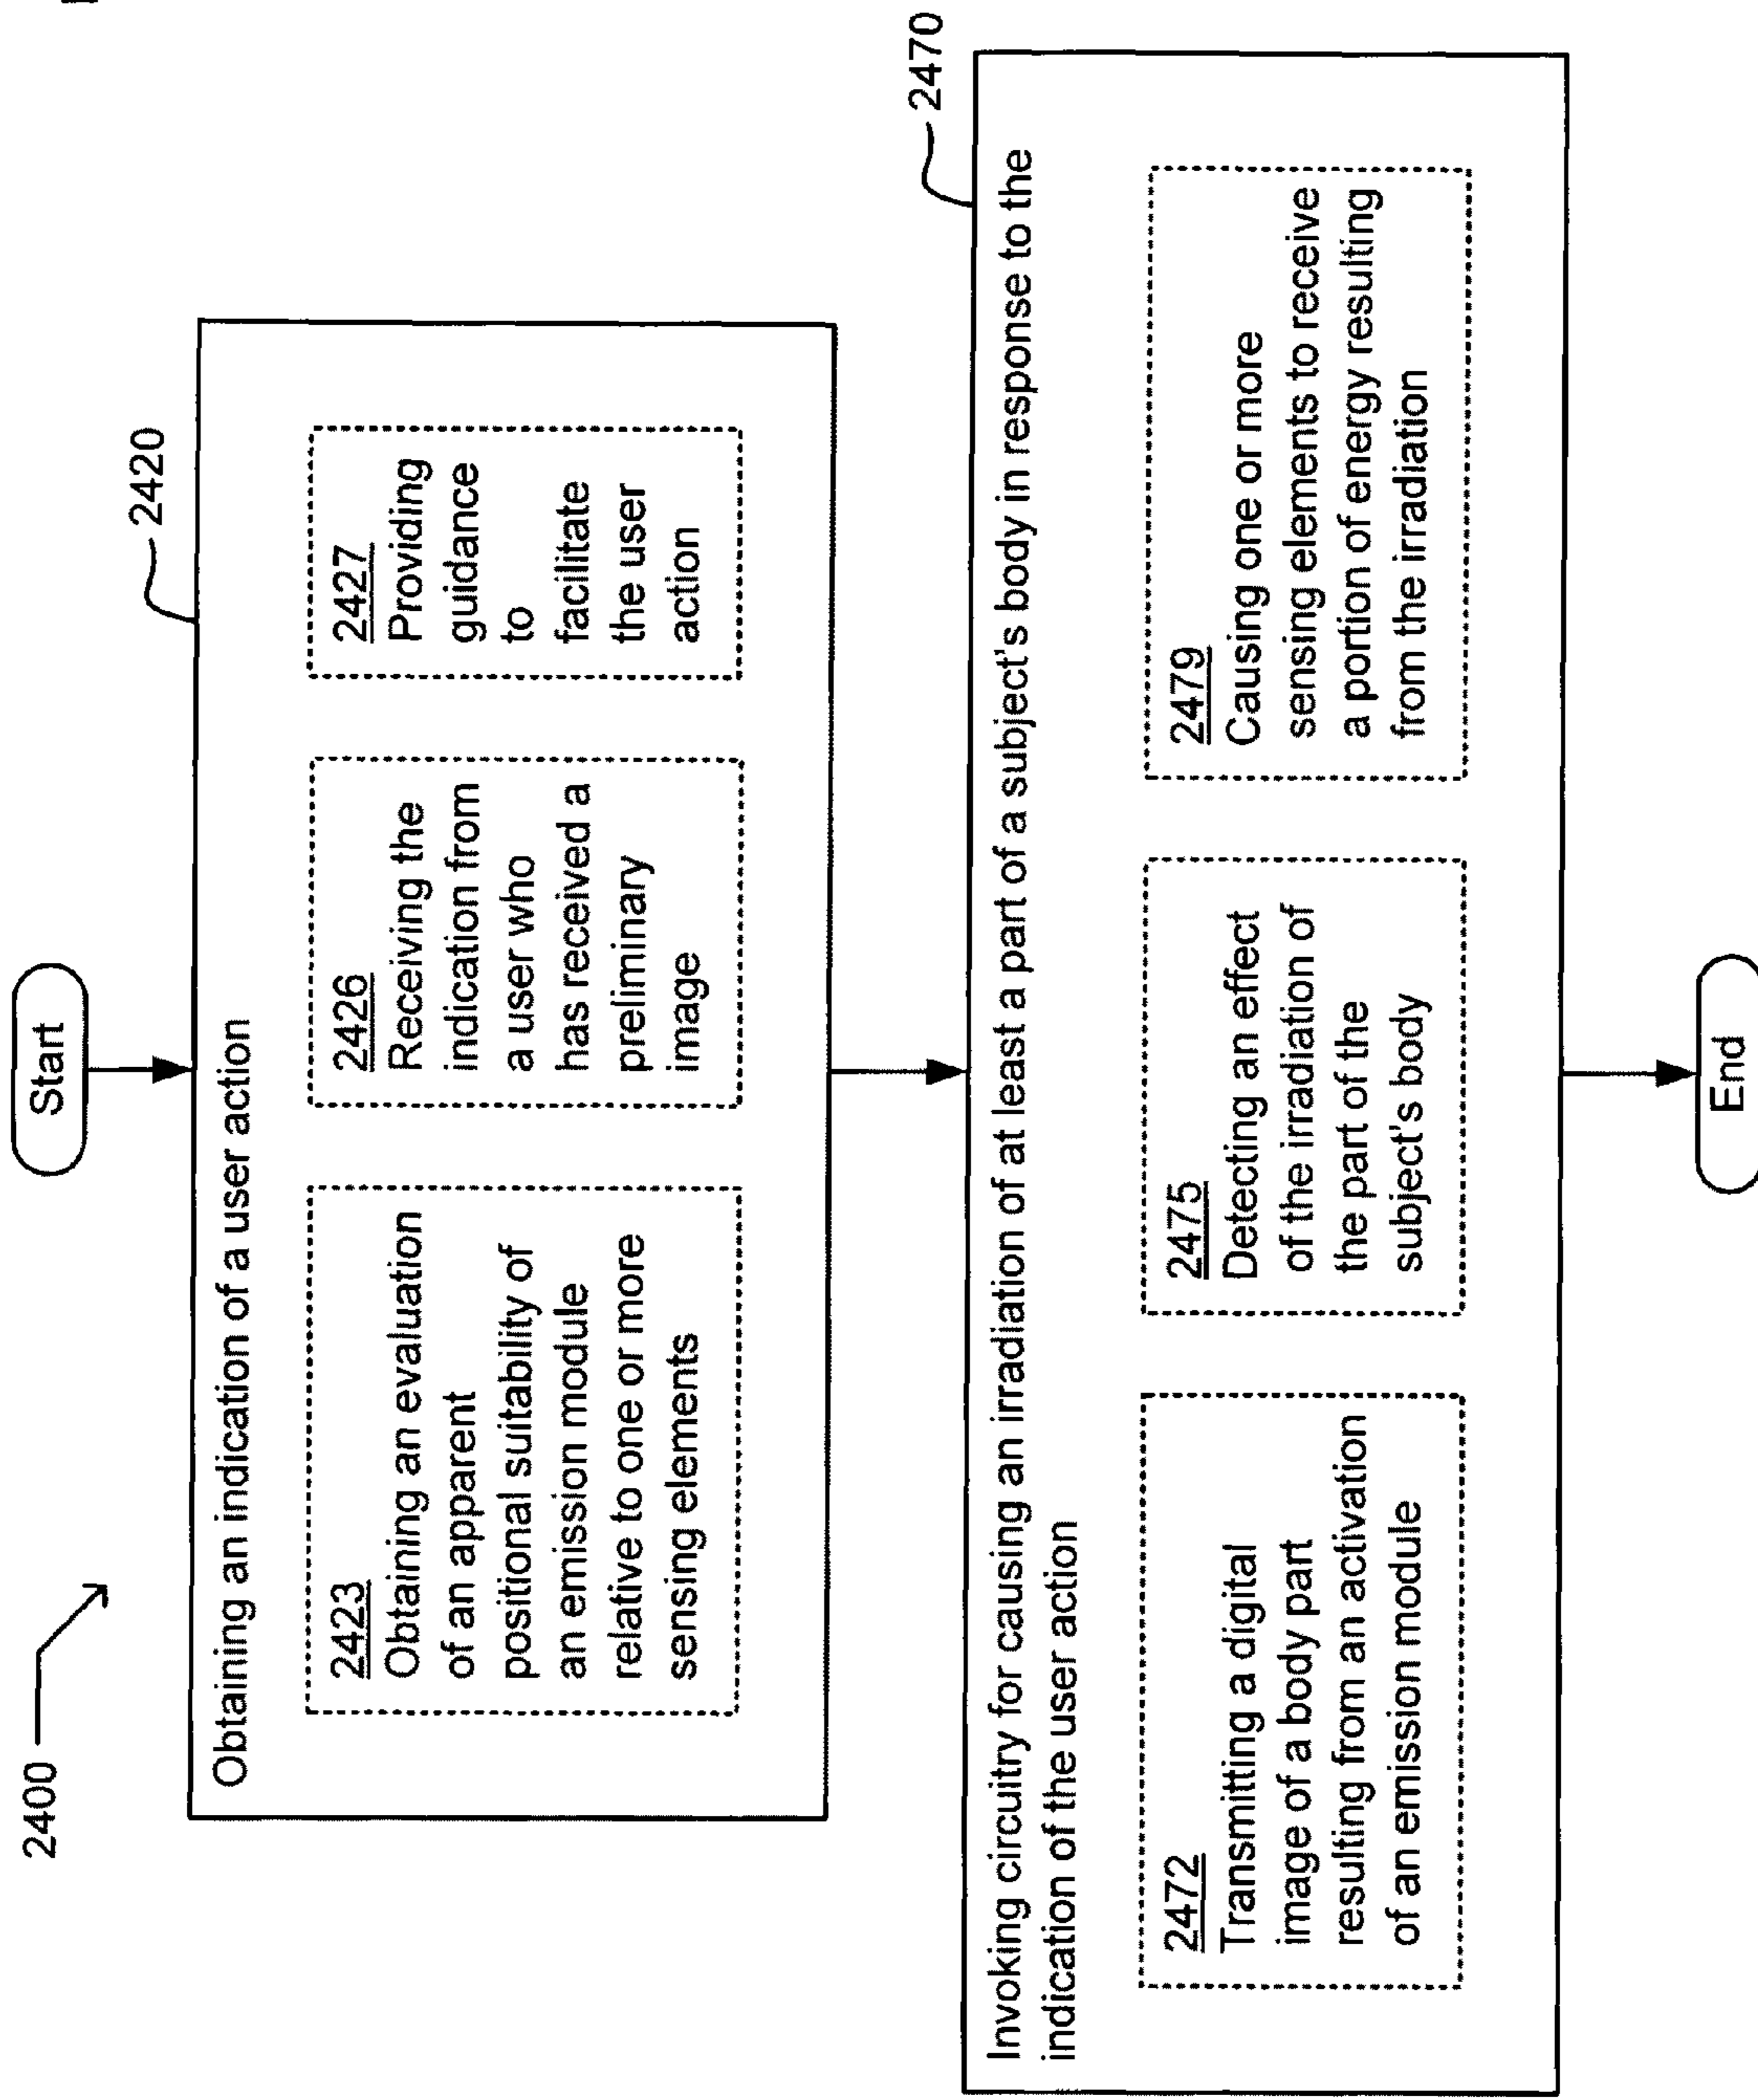 2400
Start
2420
Obtaining an indication of a user action
2423
Obtaining an evaluation
of an apparent
positional suitability of
an emission module
relative to one or more
sensing elements
2426
Receiving the
indication from
a user who
has received a
preliminary
image
2427
Providing
guidance
to
facilitate
the user
action
2470
Invoking circuitry for causing an irradiation of at least a part of a subject's body in response to the
indication of the user action
2472
Transmitting a digital
image of a body part
resulting from an activation
of an emission module
2475
Detecting an effect
of the irradiation of
the part of the
subject's body
2479
Causing one or more
sensing elements to receive
a portion of energy resulting
from the irradiation
End